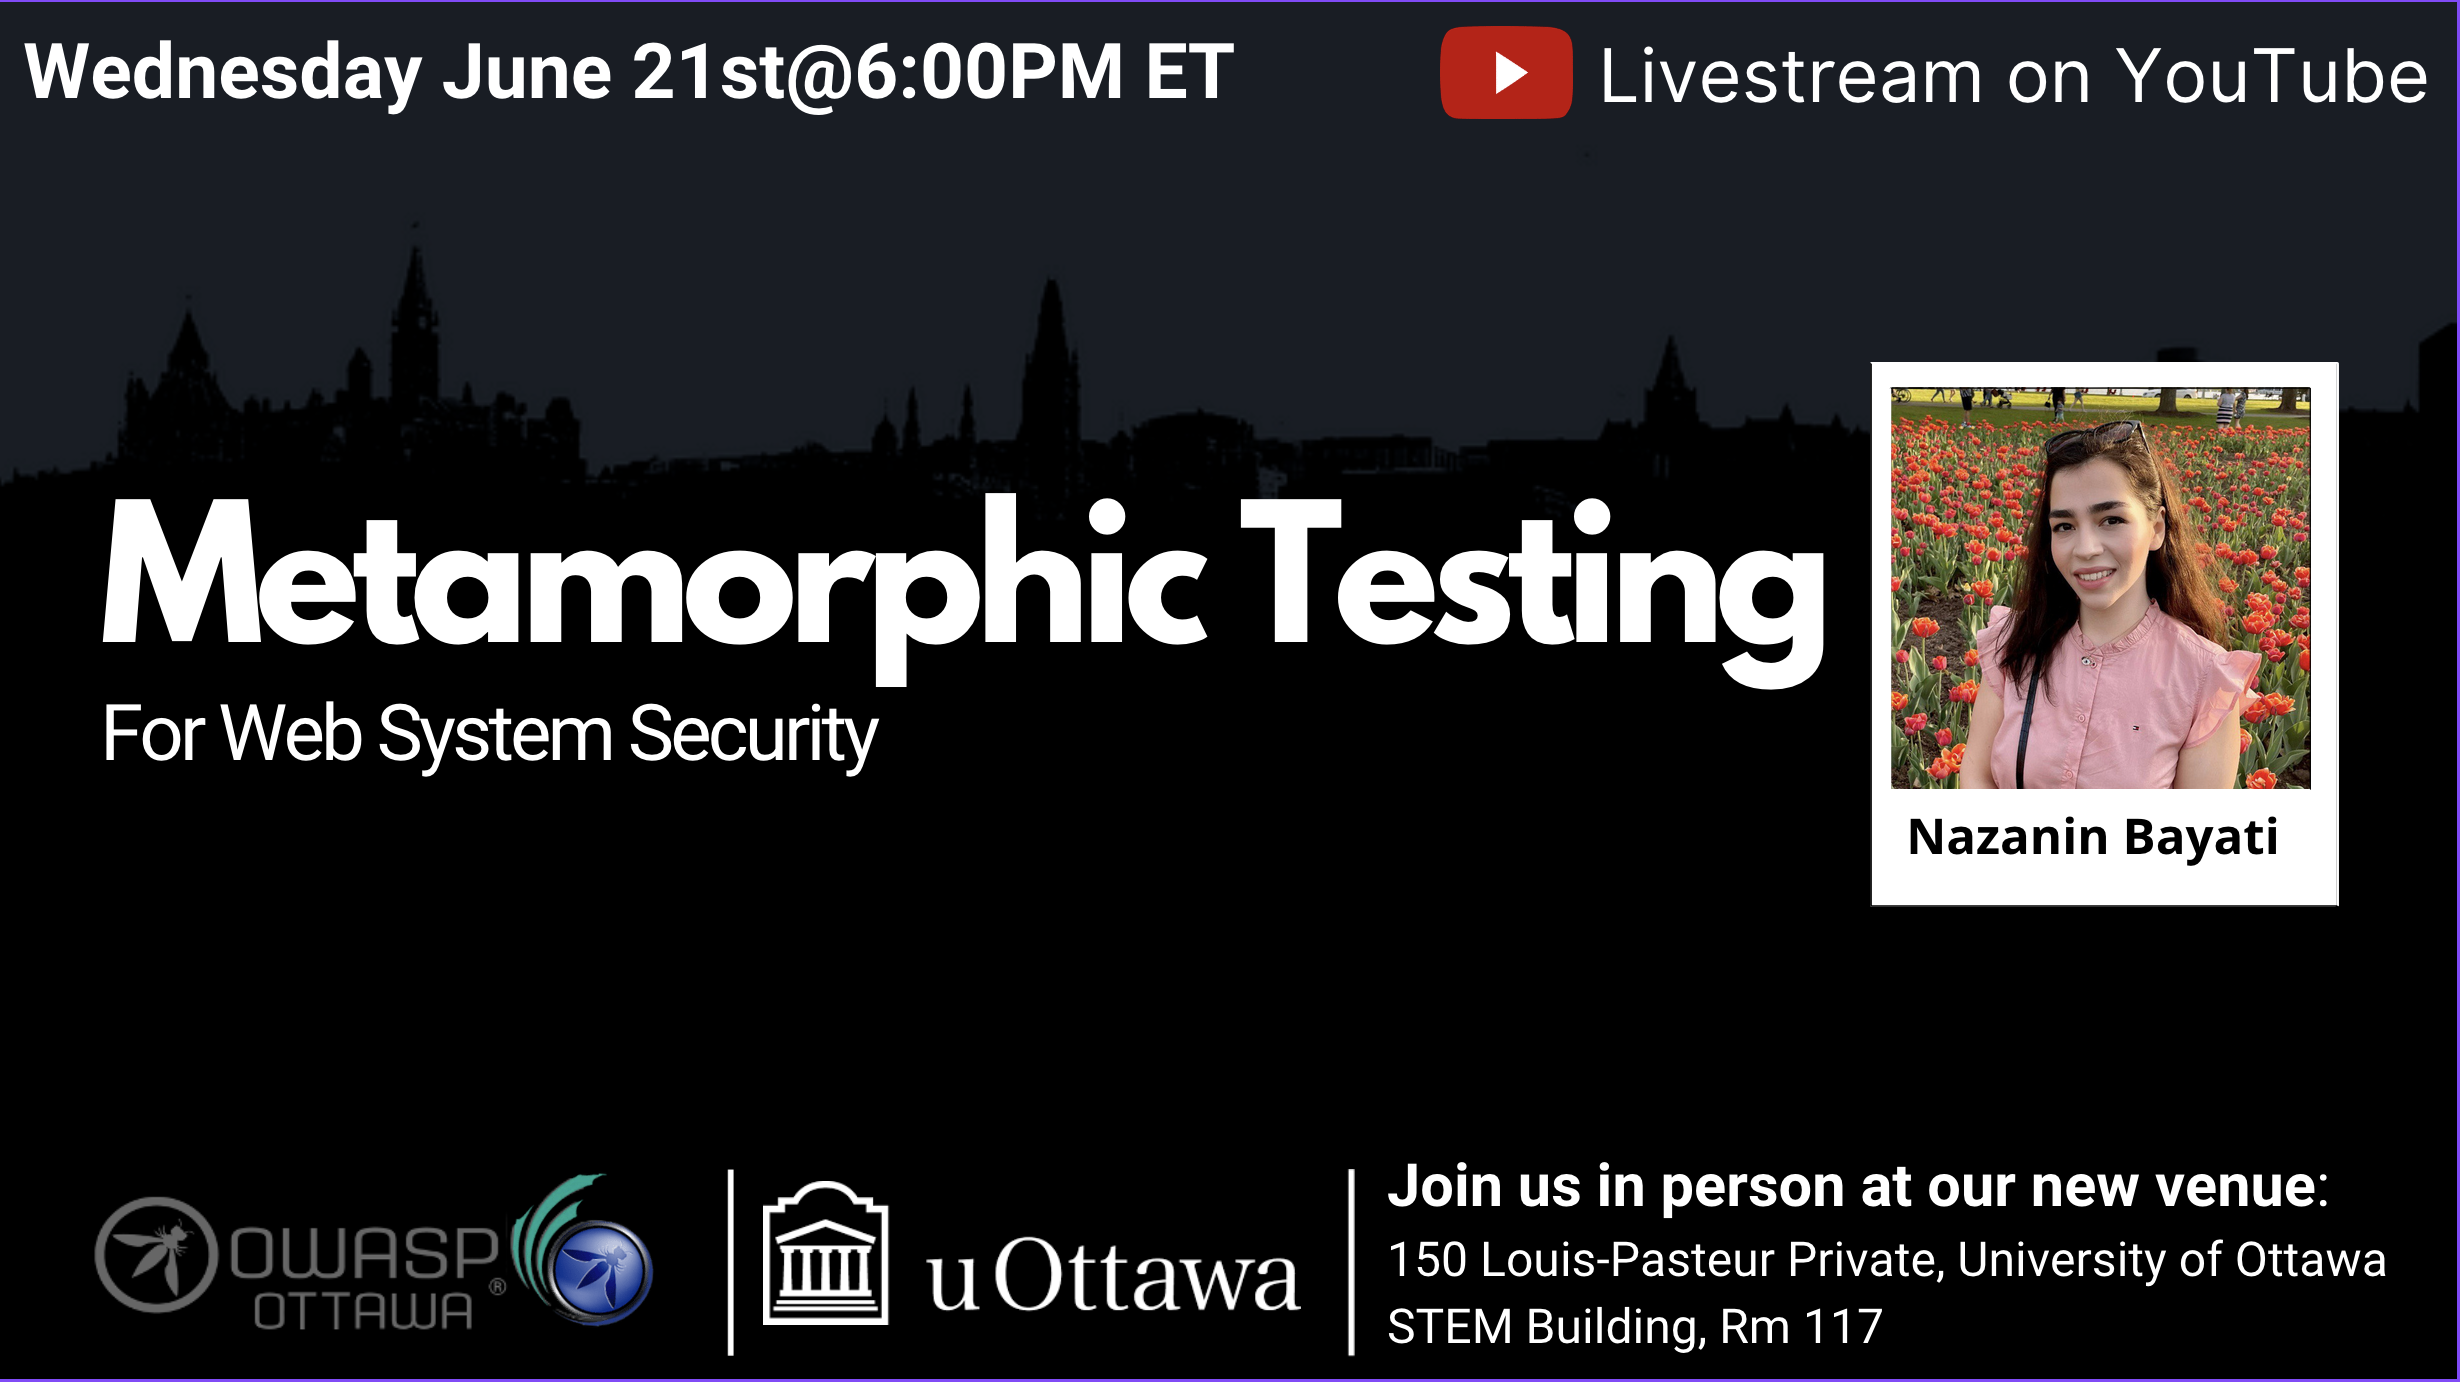 Wednesday June 21st@6:00PM ET
Livestream on YouTube
Metamorphic Testing
For Web System Security
Nazanin Bayati
OWASP®
OTTAWA
uOttawa
Join us in person at our new venue:
150 Louis-Pasteur Private, University of Ottawa
STEM Building, Rm 117